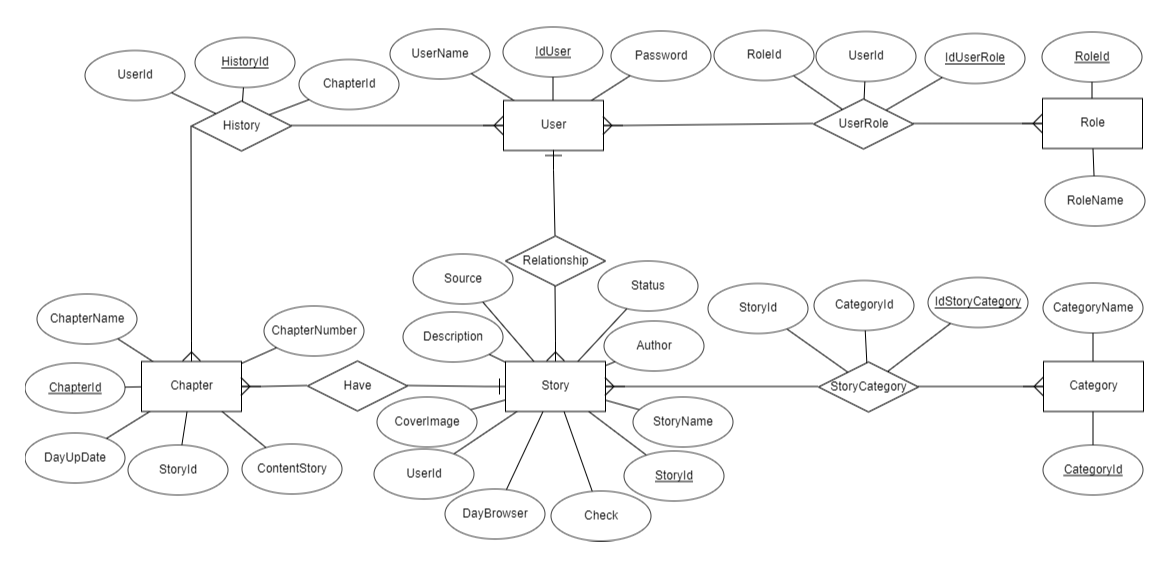 UserName
IdUser
Password
RoleId
UserId
IdUserRole
RoleId
UserId
HistoryId
ChapterId
History
User
UserRole
Role
RoleName
Relationship
Source
Status
StoryId
CategoryId
IdStoryCategory
CategoryName
ChapterName
ChapterNumber
Description
Author
ChapterId
Chapter
Have
Story
StoryCategory
Category
CoverImage
StoryName
DayUpDate
StoryId
ContentStory
UserId
StoryId
CategoryId
DayBrowser
Check